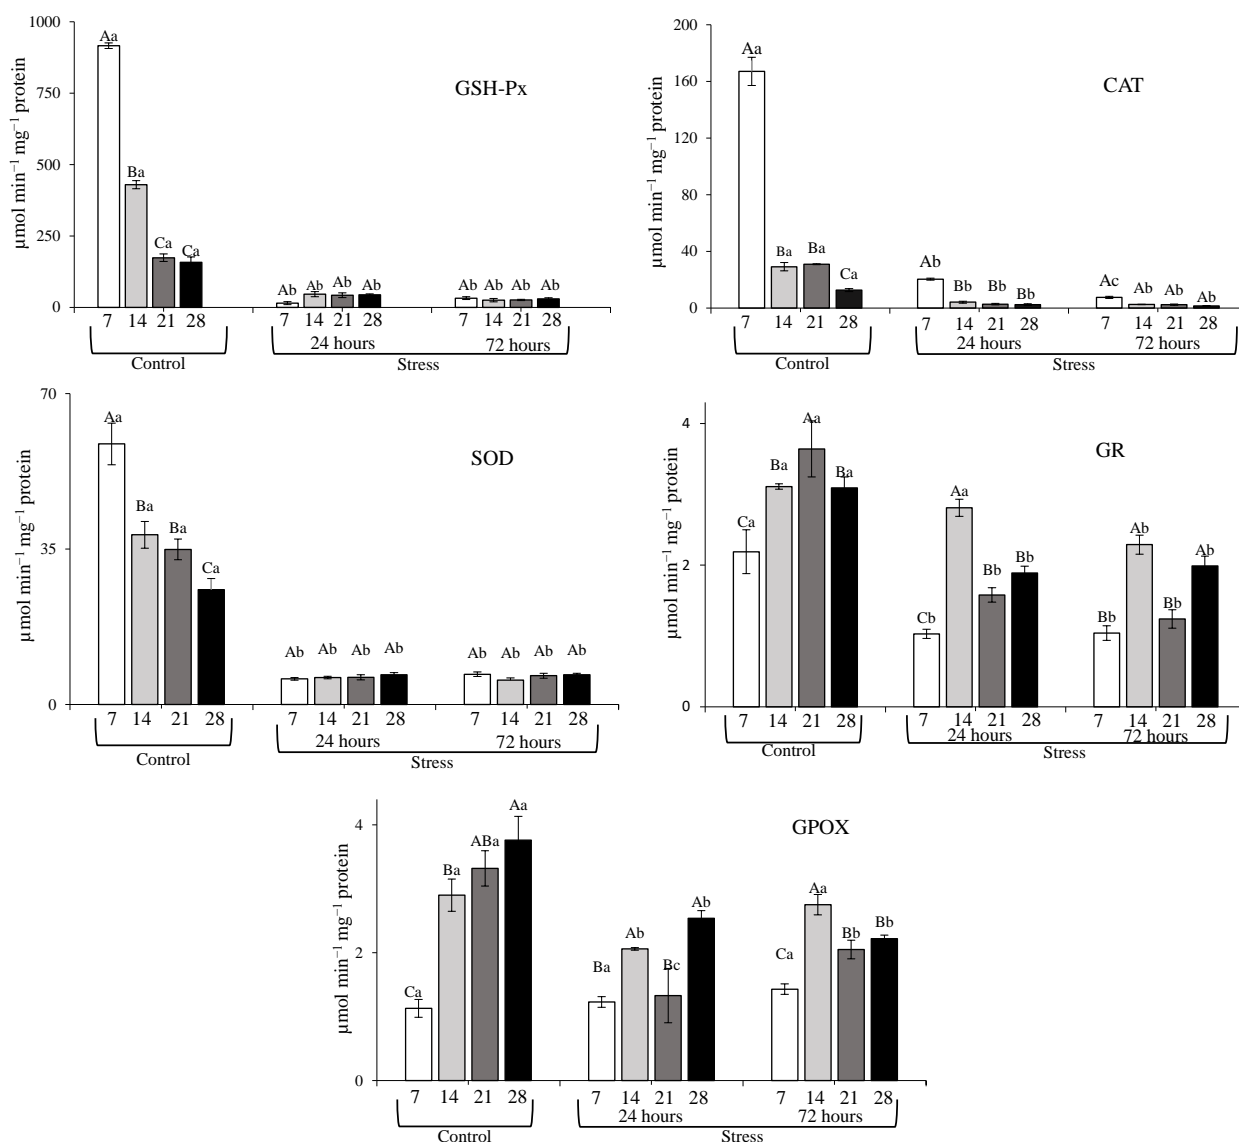 GSH-Px
µmol min−1 mg−1 protein
1000
750
500
250
0
Aa
Ba
Ca
Ca
Ab
Ab
Ab
Ab
Ab
Ab
Ab
Ab
7 14 21 28 7 14 21 28 7 14 21 28
24 hours 72 hours
Control Stress
CAT
µmol min−1 mg−1 protein
200
160
120
80
40
0
Aa
Ba
Ba
Ca
Ab
Bb
Bb
Bb
Ac
Ab
Ab
Ab
7 14 21 28 7 14 21 28 7 14 21 28
24 hours 72 hours
Control Stress
SOD
µmol min−1 mg−1 protein
70
35
0
Aa
Ba
Ba
Ca
Ab
Ab
Ab
Ab
Ab
Ab
Ab
Ab
7 14 21 28 7 14 21 28 7 14 21 28
24 hours 72 hours
Control Stress
GR
µmol min−1 mg−1 protein
4
2
0
Ca
Ba
Aa
Ba
Cb
Aa
Bb
Bb
Bb
Ab
Bb
Ab
7 14 21 28 7 14 21 28 7 14 21 28
24 hours 72 hours
Control Stress
GPOX
µmol min−1 mg−1 protein
4
2
0
Ca
Ba
ABa
Aa
Ba
Ab
Bc
Ab
Ca
Aa
Bb
Bb
7 14 21 28 7 14 21 28 7 14 21 28
24 hours 72 hours
Control Stress